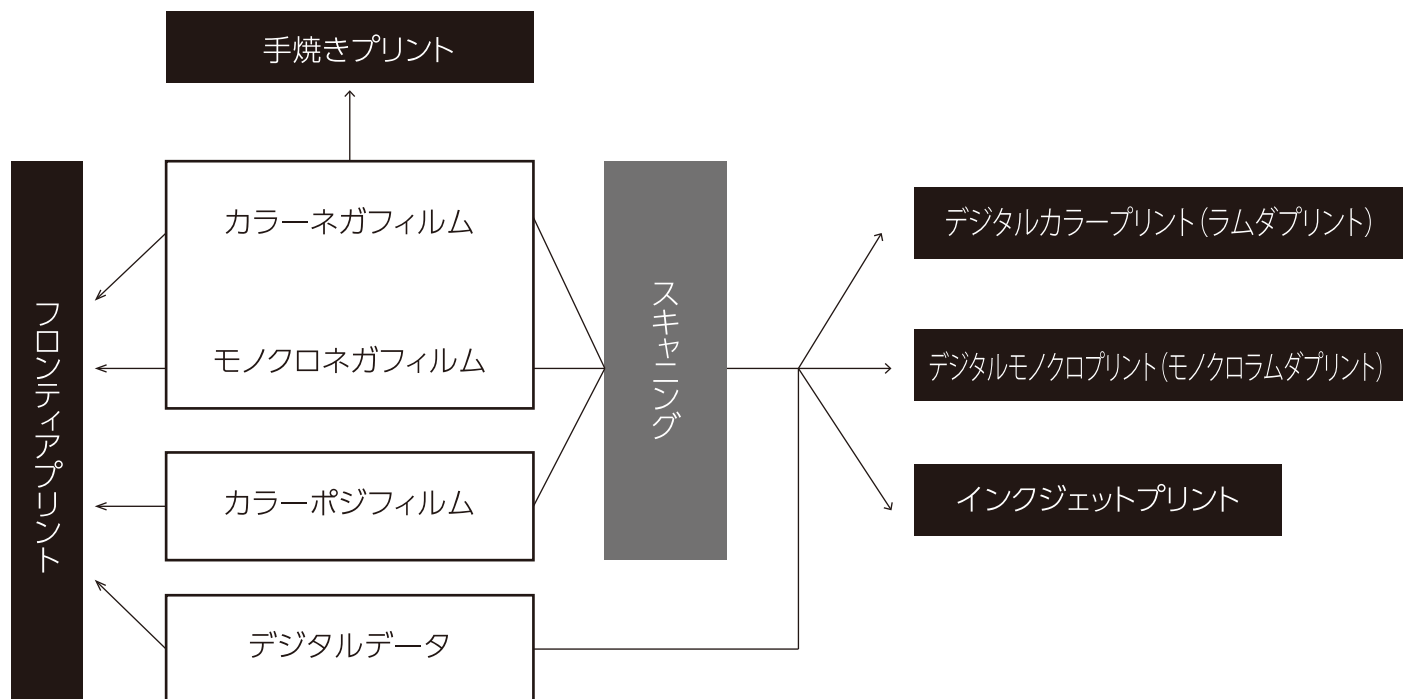 手焼きプリント
フロンティアプリント
カラーネガフィルム
モノクロネガフィルム
カラーポジフィルム
デジタルデータ
スキャニング
デジタルカラープリント(ラムダプリント)
デジタルモノクロプリント(モノクロラムダプリント)
インクジェットプリント